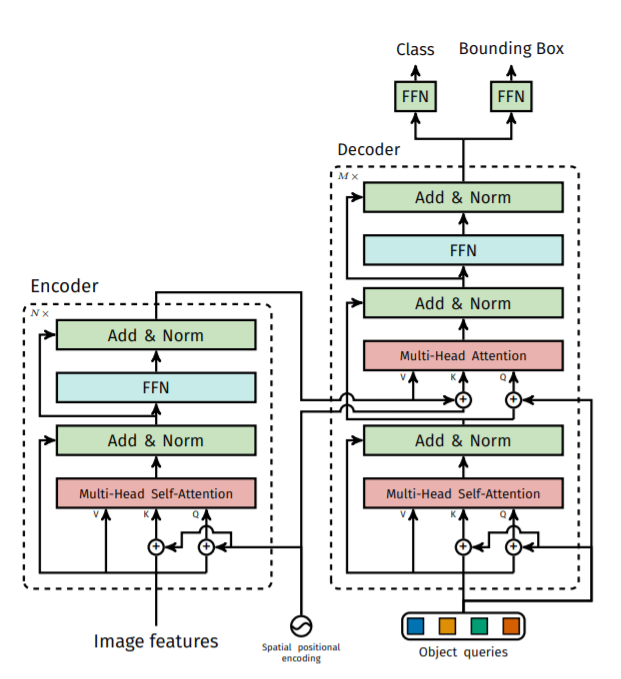 Class
Bounding Box
FFN
FFN
Decoder
M×
Add & Norm
FFN
Add & Norm
Multi-Head Attention
V
K
Q
Add & Norm
Multi-Head Self-Attention
V
K
Q
Object queries
Encoder
N×
Add & Norm
FFN
Add & Norm
Multi-Head Self-Attention
V
K
Q
Image features
Spatial positional
encoding